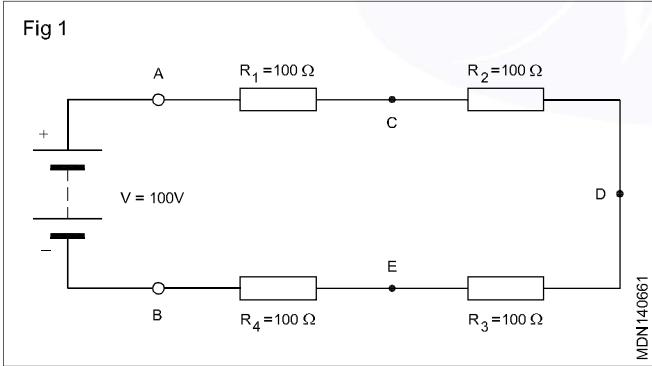 Fig 1
A
R1=100 Ω
R2=100 Ω
C
+
V = 100V
D
–
E
B
R4=100 Ω
R3=100 Ω
MDN140661